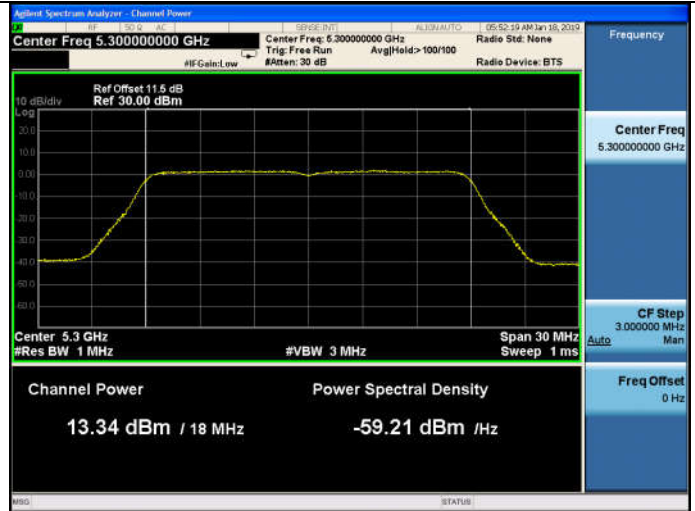 Agilent Spectrum Analyzer - Channel Power
RF 50 Ω AC SENSE:INT ALIGNAUTO 05:52:19 AM Jan 18, 2019
Center Freq 5.300000000 GHz
Center Freq: 5.300000000 GHz
Radio Std: None
Frequency
Trig: Free Run Avg|Hold:> 100/100
#IFGain:Low #Atten: 30 dB Radio Device: BTS
Ref Offset 11.5 dB
10 dB/div Ref 30.00 dBm
Log
20.0
10.0
0.00
-10.0
-20.0
-30.0
-40.0
-50.0
-60.0
Center Freq
5.300000000 GHz
Center 5.3 GHz Span 30 MHz
#Res BW 1 MHz #VBW 3 MHz Sweep 1 ms
CF Step
3.000000 MHz
Auto Man
Channel Power Power Spectral Density
13.34 dBm / 18 MHz -59.21 dBm /Hz
Freq Offset
0 Hz
MSG STATUS